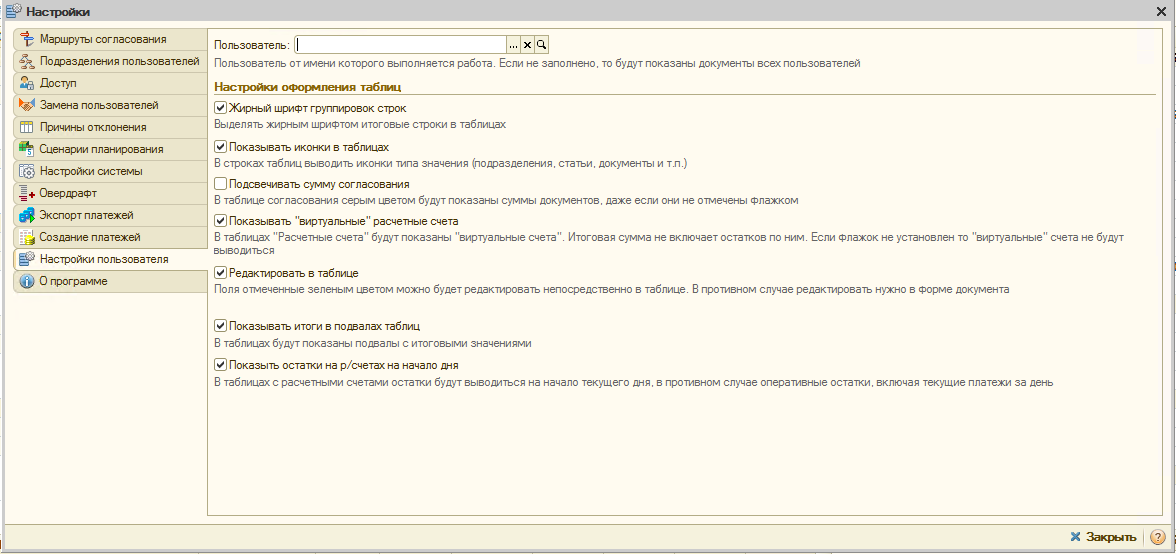 Настройки
Маршруты согласования
Подразделения пользователей
Доступ
Замена пользователей
Причины отклонения
Сценарии планирования
Настройки системы
Овердрафт
Экспорт платежей
Создание платежей
Настройки пользователя
О программе
Пользователь:
Пользователь от имени которого выполняется работа. Если не заполнено, то будут показаны документы всех пользователей
Настройки оформления таблиц
Жирный шрифт группировок строк
Выделять жирным шрифтом итоговые строки в таблицах
Показывать иконки в таблицах
В строках таблиц выводить иконки типа значения (подразделения, статьи, документы и т.п.)
Подсвечивать сумму согласования
В таблице согласования серым цветом будут показаны суммы документов, даже если они не отмечены флажком
Показывать "виртуальные" расчетные счета
В таблицах "Расчетные счета" будут показаны "виртуальные счета". Итоговая сумма не включает остатков по ним. Если флажок не установлен то "виртуальные" счета не будут
выводиться
Редактировать в таблице
Поля отмеченные зеленым цветом можно будет редактировать непосредственно в таблице. В противном случае редактировать нужно в форме документа
Показывать итоги в подвалах таблиц
В таблицах будут показаны подвалы с итоговыми значениями
Показыть остатки на р/счетах на начало дня
В таблицах с расчетными счетами остатки будут выводиться на начало текущего дня, в противном случае оперативные остатки, включая текущие платежи за день
Закрыть